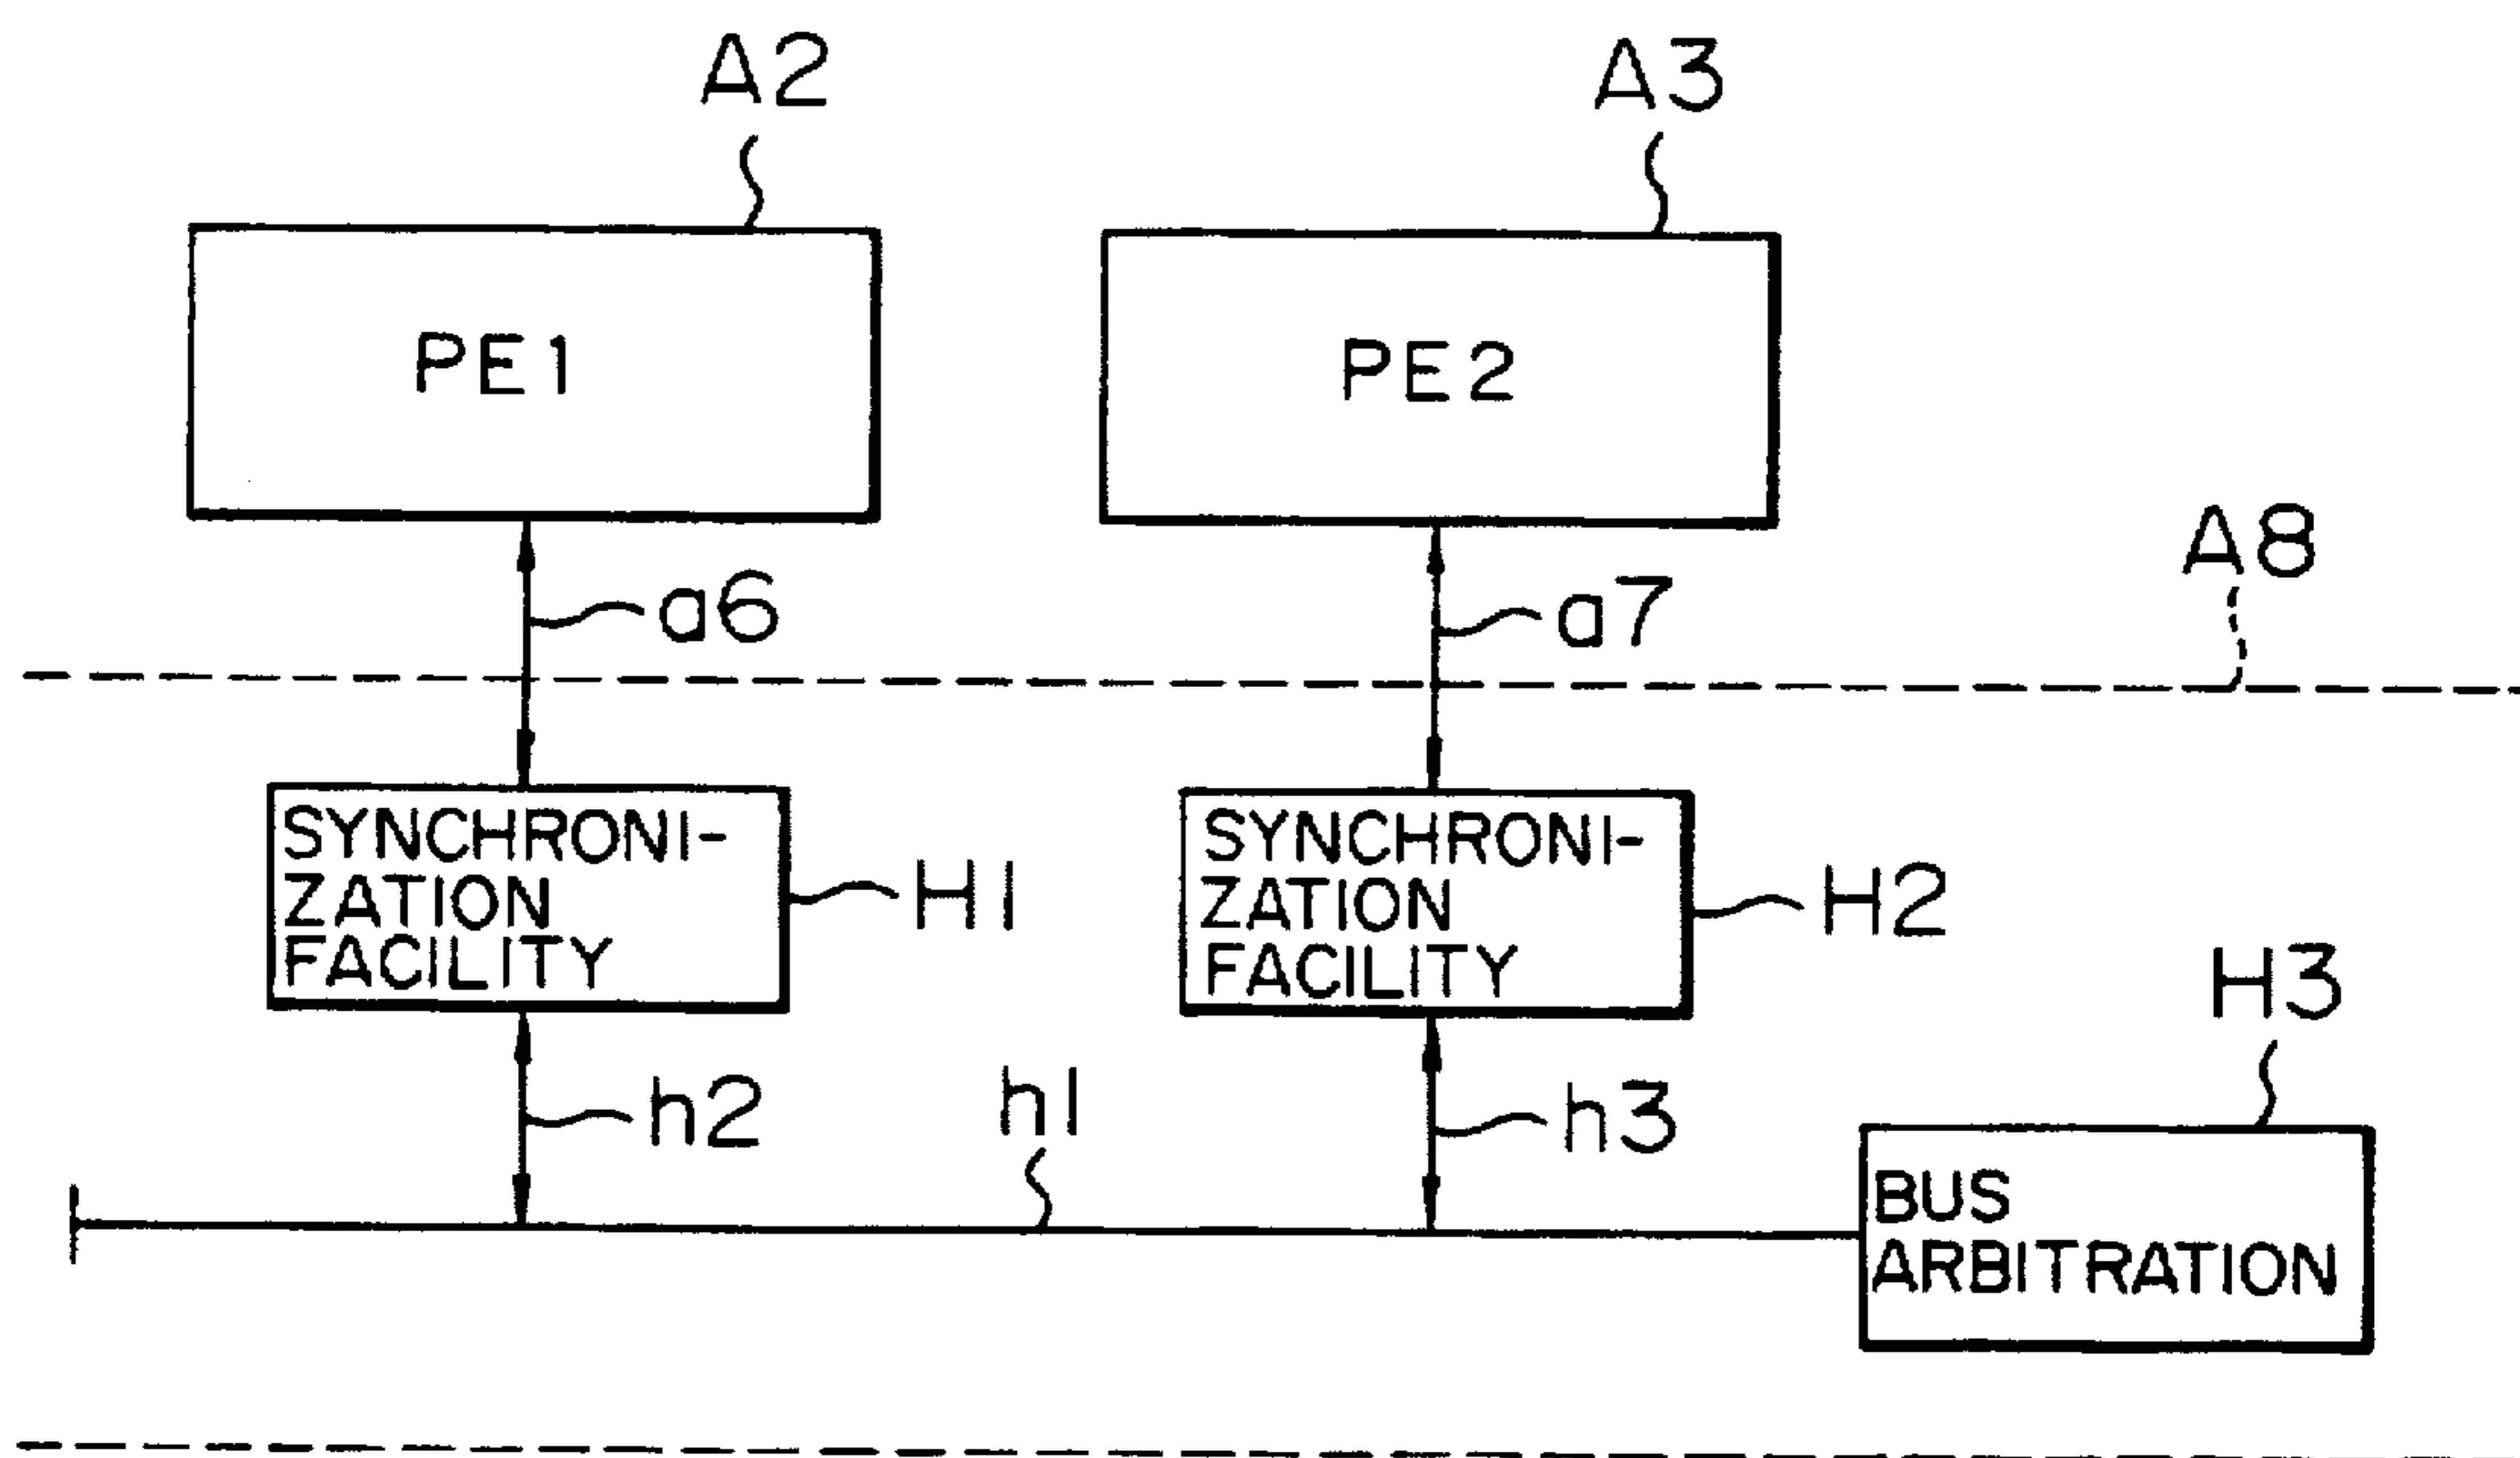 A2
A3
PE1
PE2
A8
a6
a7
SYNCHRONI-
ZATION
FACILITY
H1
SYNCHRONI-
ZATION
FACILITY
H2
H3
h2
h1
h3
BUS
ARBITRATION